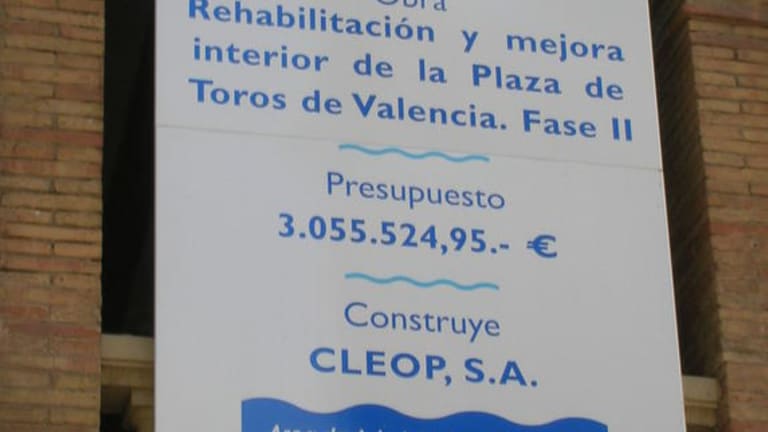 Obra
Rehabilitación y mejora
interior de la Plaza de
Toros de Valencia. Fase II
Presupuesto
3.055.524,95.- €
Construye
CLEOP, S.A.